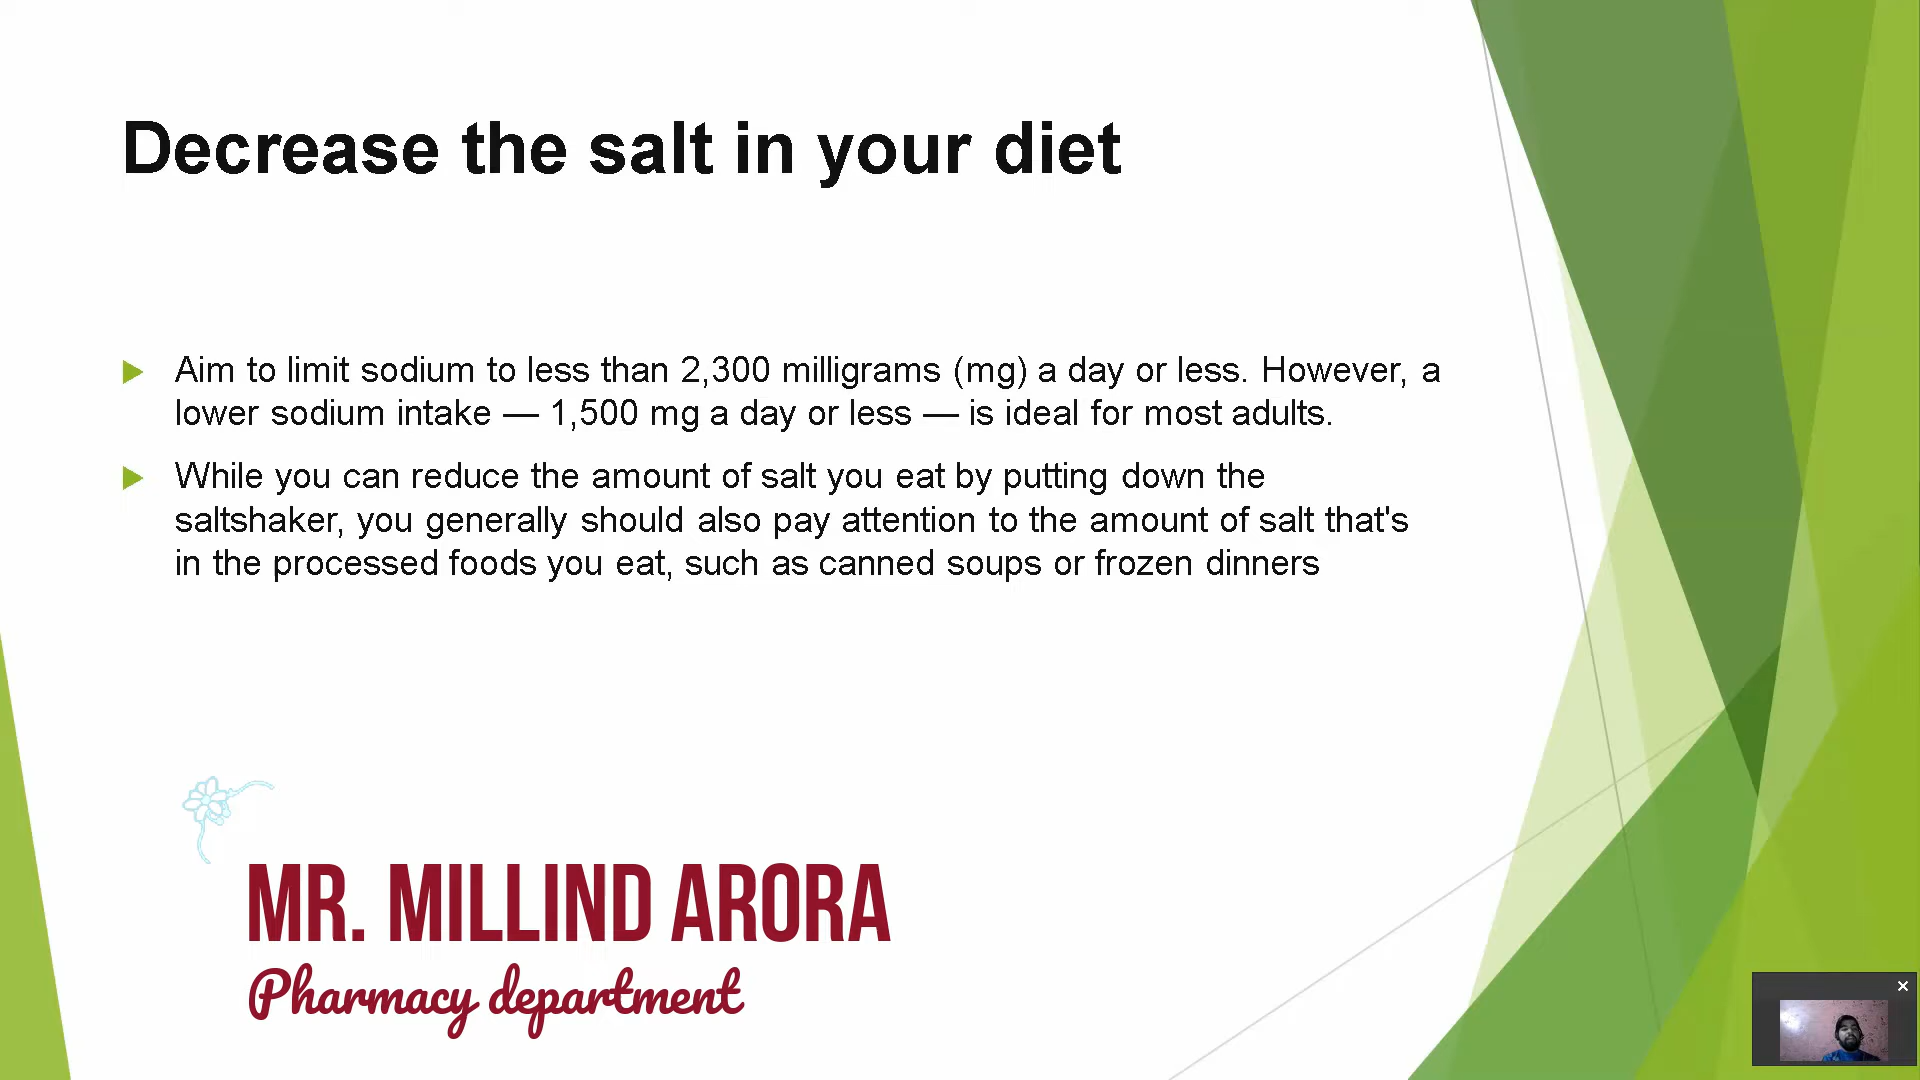 Decrease the salt in your diet
Aim to limit sodium to less than 2,300 milligrams (mg) a day or less. However, a
lower sodium intake — 1,500 mg a day or less — is ideal for most adults.
While you can reduce the amount of salt you eat by putting down the
saltshaker, you generally should also pay attention to the amount of salt that's
in the processed foods you eat, such as canned soups or frozen dinners
MR. MILLIND ARORA
Pharmacy department